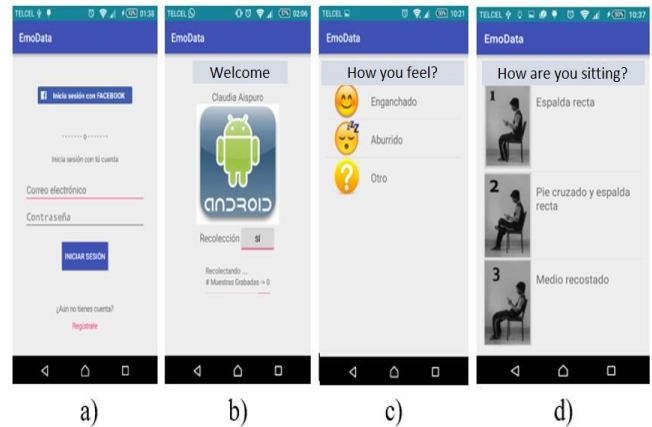 TELCEL 01:58
EmoData
Inicia sesión con FACEBOOK
o
Inicia sesión con tú cuenta
Correo electrónico
Contraseña
INICIAR SESIÓN
¿Aún no tienes cuenta?
Registrate
a)
TELCEL 02:06
EmoData
Welcome
Claudia Aispuro
ANDROID
Recolección si
Recolectando ...
# Muestras Grabadas -> 0
b)
TELCEL 10:21
EmoData
How you feel?
Enganchado
Aburrido
Otro
c)
TELCEL 10:37
EmoData
How are you sitting?
1
Espalda recta
2
Pie cruzado y espalda
recta
3
Medio recostado
d)